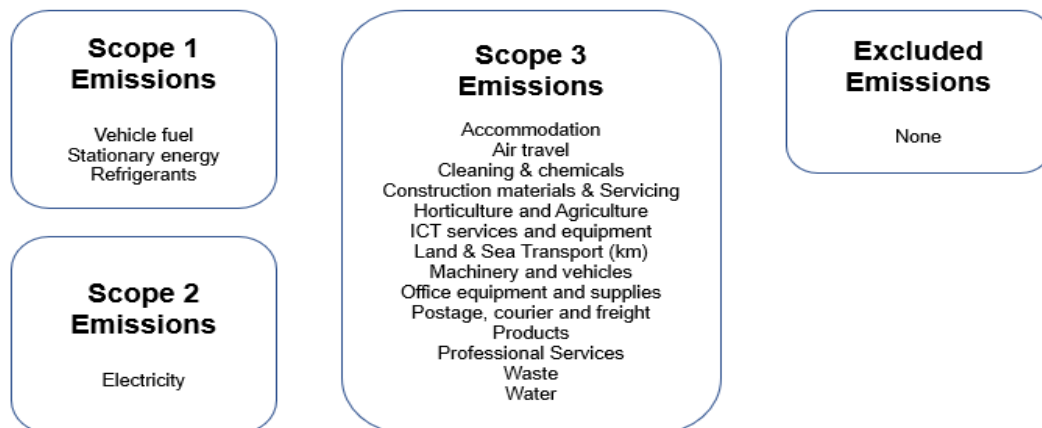 Scope 1
Emissions
Vehicle fuel
Stationary energy
Refrigerants
Scope 2
Emissions
Electricity
Scope 3
Emissions
Accommodation
Air travel
Cleaning & chemicals
Construction materials & Servicing
Horticulture and Agriculture
ICT services and equipment
Land & Sea Transport (km)
Machinery and vehicles
Office equipment and supplies
Postage, courier and freight
Products
Professional Services
Waste
Water
Excluded
Emissions
None